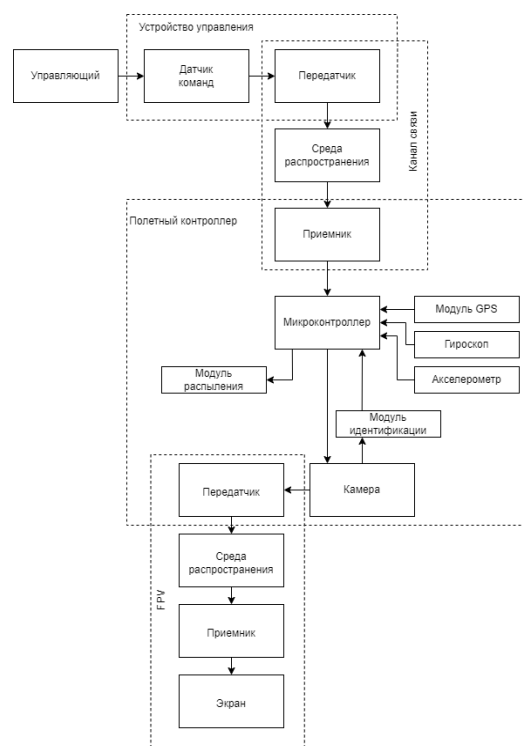 Устройство управления
Управляющий
Датчик
команд
Передатчик
Канал связи
Среда
распространения
Полетный контроллер
Приемник
Микроконтроллер
Модуль GPS
Гироскоп
Акселерометр
Модуль
распыления
Модуль
идентификации
Передатчик
Камера
Среда
распространения
FPV
Приемник
Экран